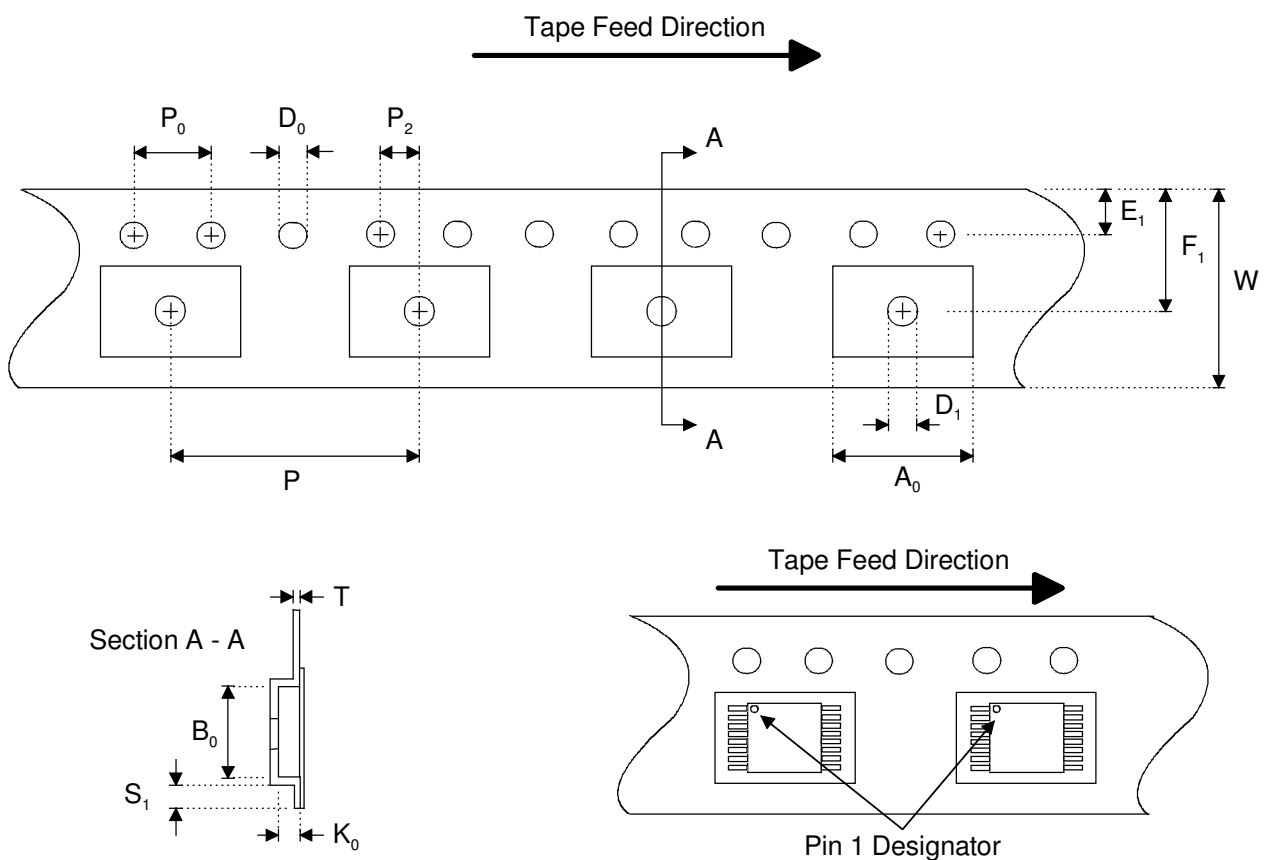 Tape Feed Direction
P₀
D₀
P₂
A
E₁
F₁
W
D₁
A
A₀
P
Tape Feed Direction
T
Section A - A
B₀
S₁
K₀
Pin 1 Designator